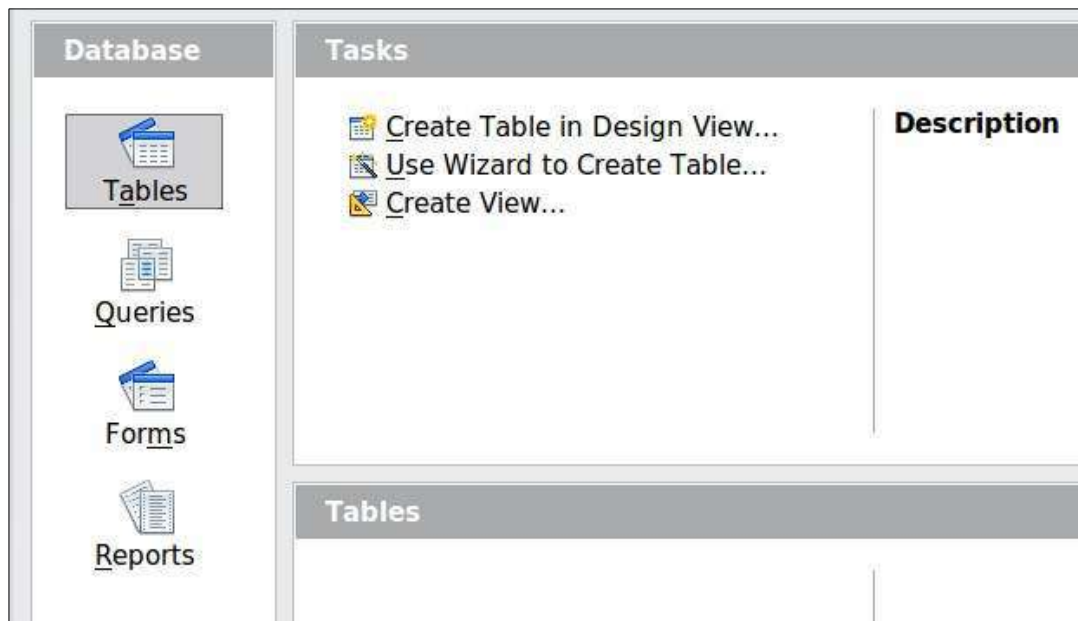 Database
Tables
Queries
Forms
Reports
Tasks
Create Table in Design View...
Use Wizard to Create Table...
Create View...
Description
Tables